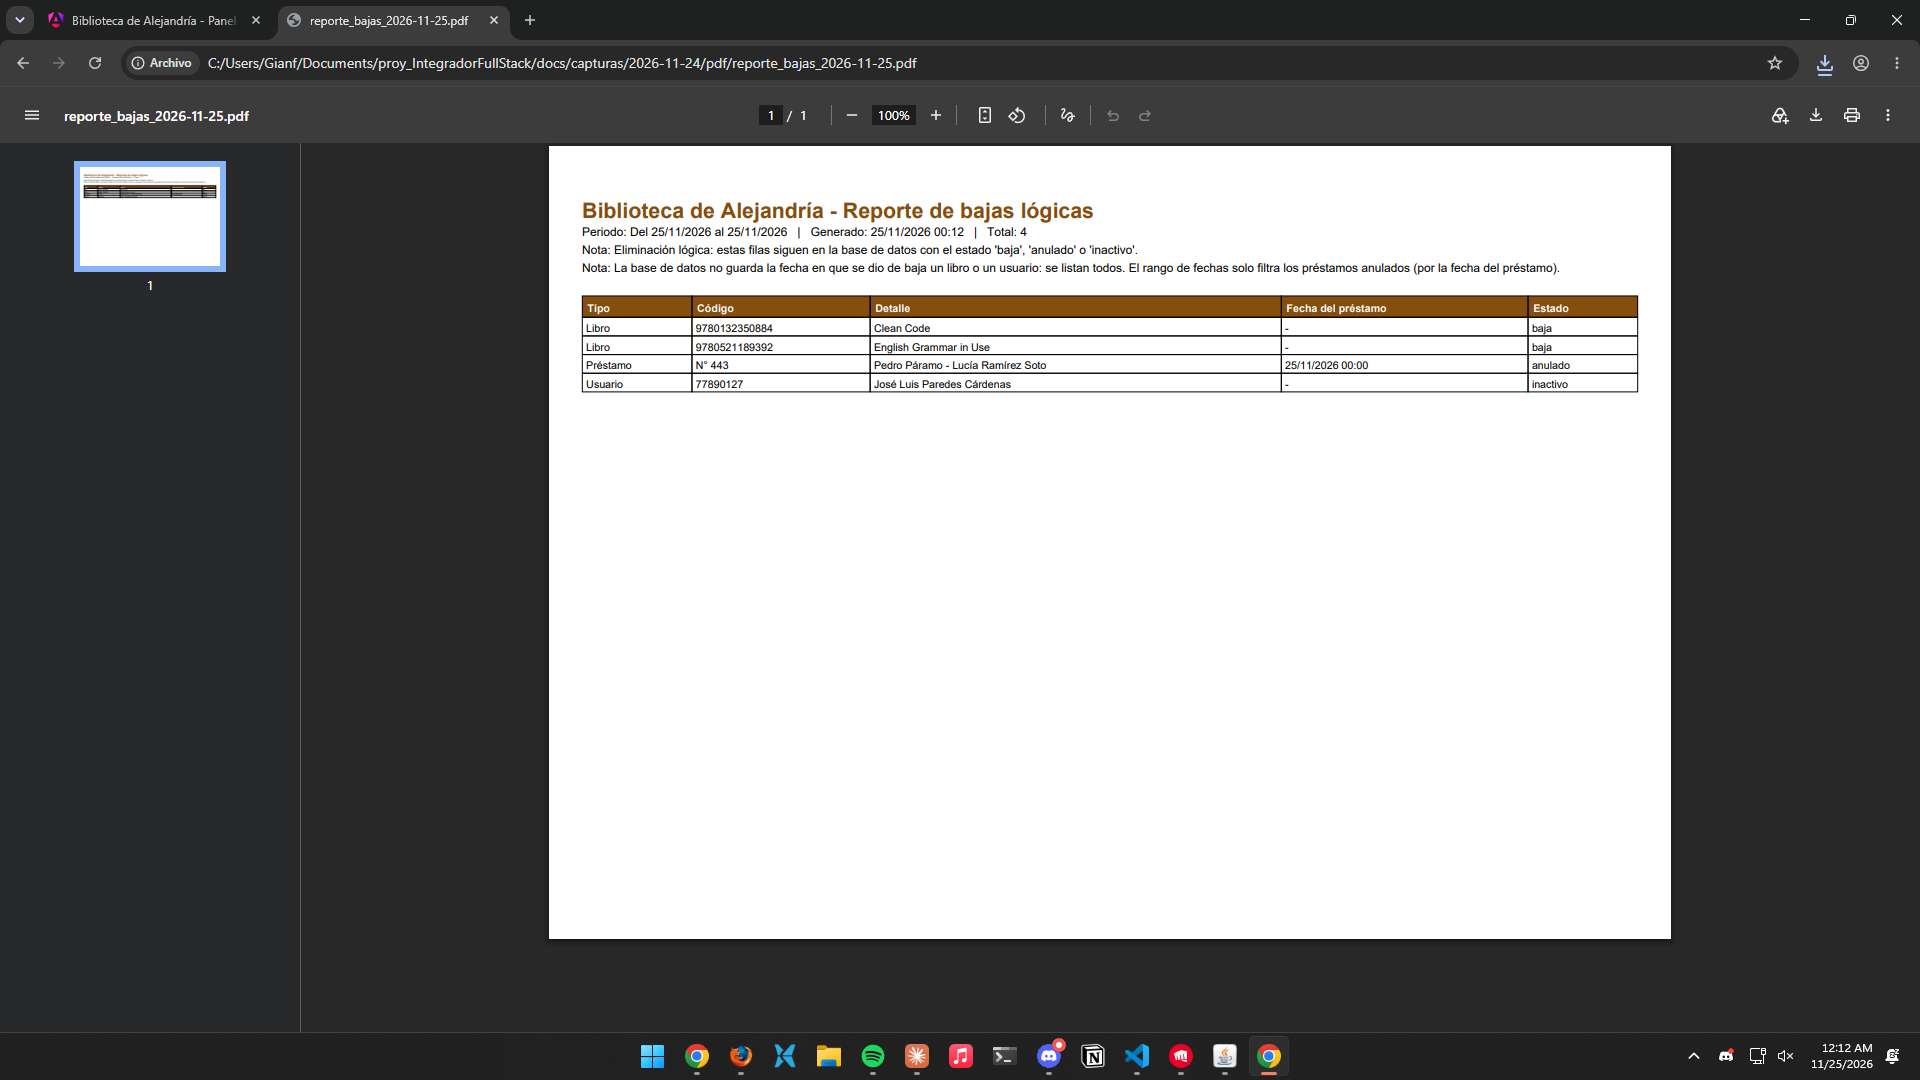 Biblioteca de Alejandría - Panel
reporte_bajas_2026-11-25.pdf
Archivo
C:/Users/Gianf/Documents/proy_IntegradorFullStack/docs/capturas/2026-11-24/pdf/reporte_bajas_2026-11-25.pdf
reporte_bajas_2026-11-25.pdf
1 / 1
100%
1
Biblioteca de Alejandría - Reporte de bajas lógicas
Periodo: Del 25/11/2026 al 25/11/2026 | Generado: 25/11/2026 00:12 | Total: 4
Nota: Eliminación lógica: estas filas siguen en la base de datos con el estado 'baja', 'anulado' o 'inactivo'.
Nota: La base de datos no guarda la fecha en que se dio de baja un libro o un usuario: se listan todos. El rango de fechas solo filtra los préstamos anulados (por la fecha del préstamo).
Tipo Código Detalle Fecha del préstamo Estado
Libro 9780132350884 Clean Code - baja
Libro 9780521189392 English Grammar in Use - baja
Préstamo N° 443 Pedro Páramo - Lucía Ramírez Soto 25/11/2026 00:00 anulado
Usuario 77890127 José Luis Paredes Cárdenas - inactivo
12:12 AM
11/25/2026